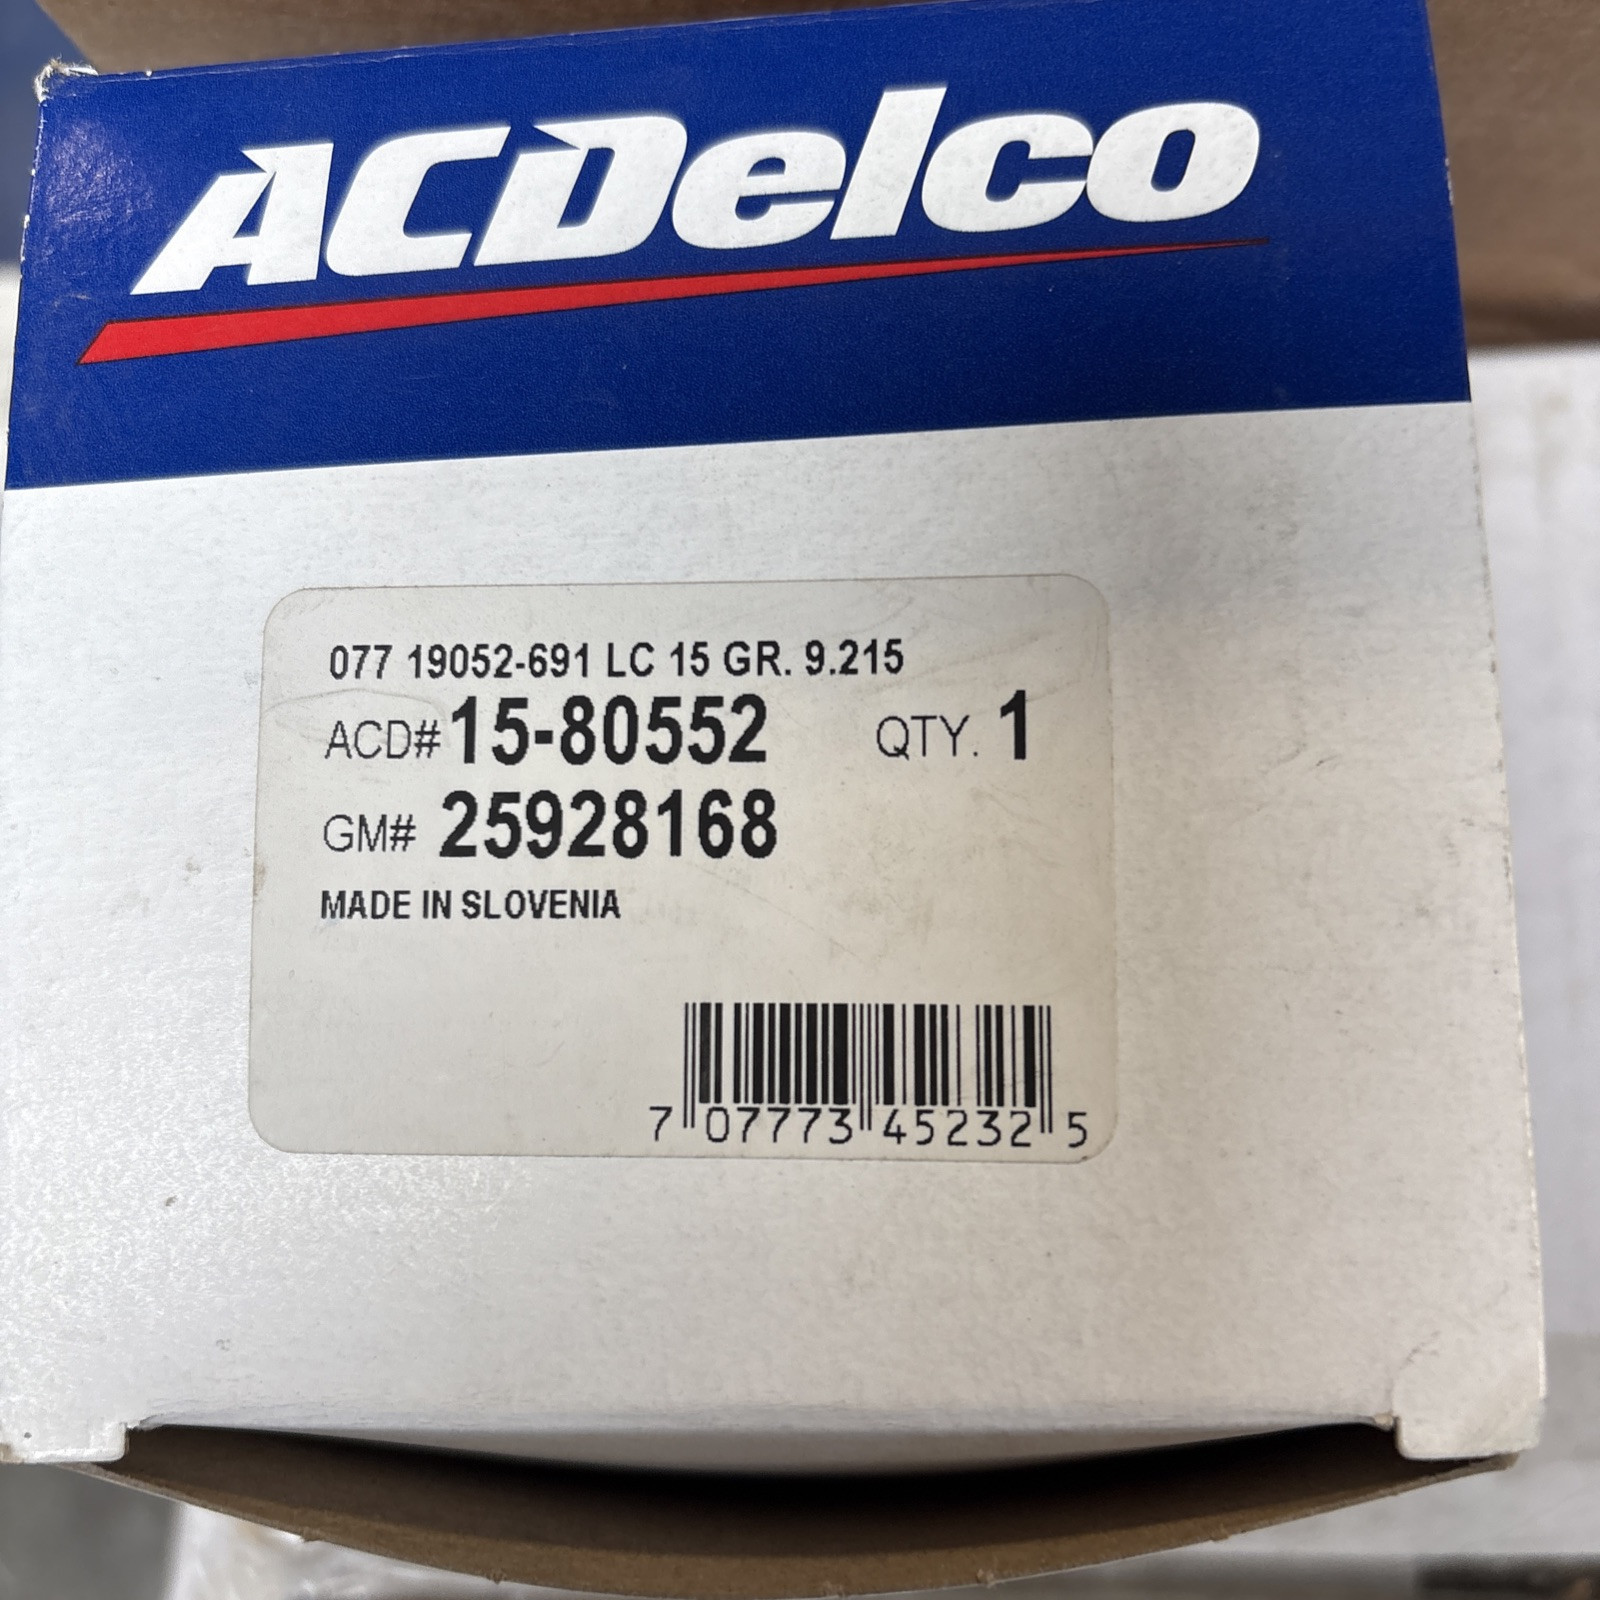 ACDelco
077 19052-691 LC 15 GR. 9.215
ACD# 15-80552 QTY. 1
GM# 25928168
MADE IN SLOVENIA
7 07773 45232 5